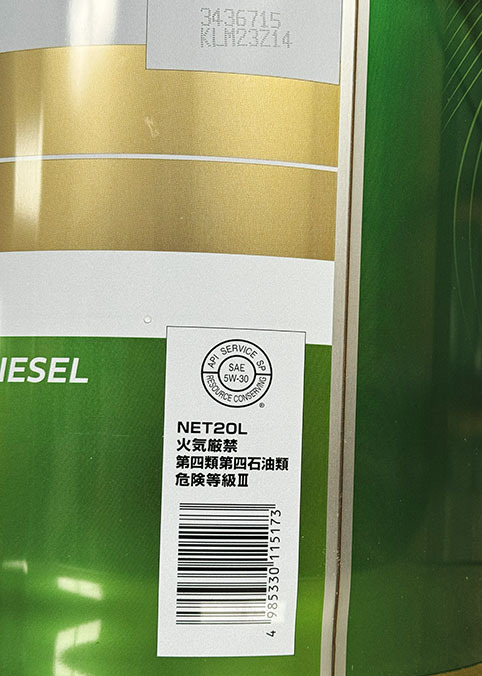 3436715
KLM23Z14
IESEL
API SERVICE SP
SAE
5W-30
RESOURCE CONSERVING
®
NET20L
火気厳禁
第四類第四石油類
危険等級Ⅲ
4 985330 115173